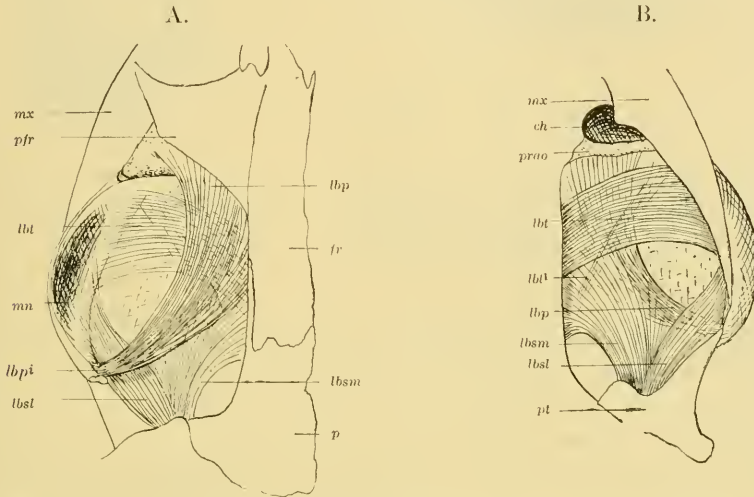 A.
mx
pfr
lbt
mn
lbpi
lbsl
lbp
fr
lbsm
p
B.
mx
ch
prao
lbt
lbt1
lbp
lbsm
lbsl
pt